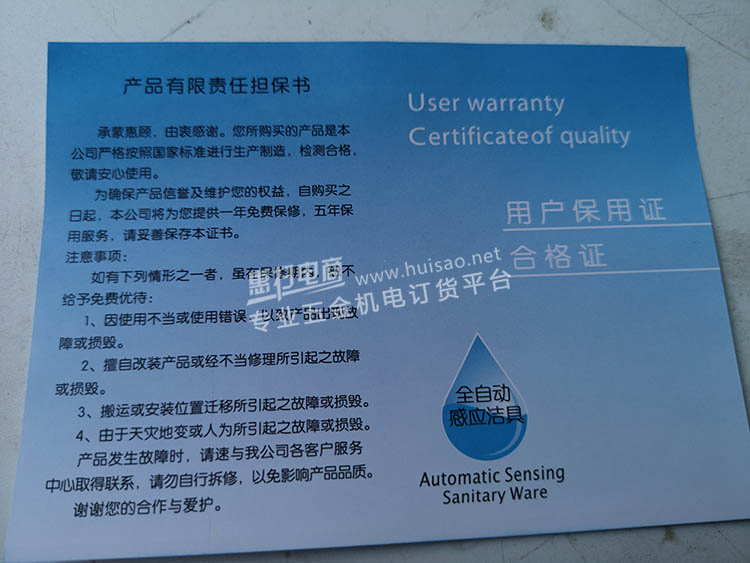 产品有限责任担保书
承蒙惠顾，由衷感谢。您所购买的产品是本
公司严格按照国家标准进行生产制造，检测合格，
敬请安心使用。
为确保产品信誉及维护您的权益，自购买之
日起，本公司将为您提供一年免费保修，五年保
用服务，请妥善保存本证书。
注意事项：
如有下列情形之一者，虽在保修期内，不
给予免费优待：
1、因使用不当或使用错误，以致产品出现故
障或损毁。
2、擅自改装产品或经不当修理所引起之故障
或损毁。
3、搬运或安装位置迁移所引起之故障或损毁。
4、由于天灾地变或人为所引起之故障或损毁。
产品发生故障时，请速与我公司各客户服务
中心取得联系，请勿自行拆修，以免影响产品品质。
谢谢您的合作与爱护。
User warranty
Certificateof quality
用户保用证
合格证
全自动
感应洁具
Automatic Sensing
Sanitary Ware
惠行电商 www.huisao.net
专业五金机电订货平台